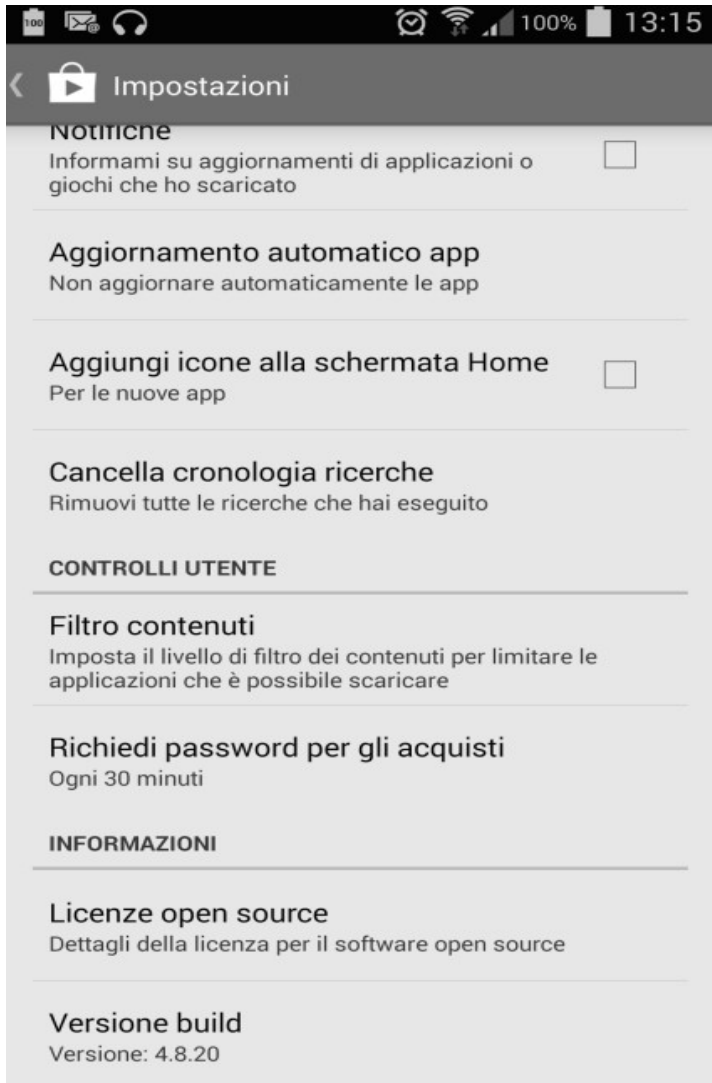 100
100% 13:15
Impostazioni
Notifiche
Informami su aggiornamenti di applicazioni o
giochi che ho scaricato
Aggiornamento automatico app
Non aggiornare automaticamente le app
Aggiungi icone alla schermata Home
Per le nuove app
Cancella cronologia ricerche
Rimuovi tutte le ricerche che hai eseguito
CONTROLLI UTENTE
Filtro contenuti
Imposta il livello di filtro dei contenuti per limitare le
applicazioni che è possibile scaricare
Richiedi password per gli acquisti
Ogni 30 minuti
INFORMAZIONI
Licenze open source
Dettagli della licenza per il software open source
Versione build
Versione: 4.8.20